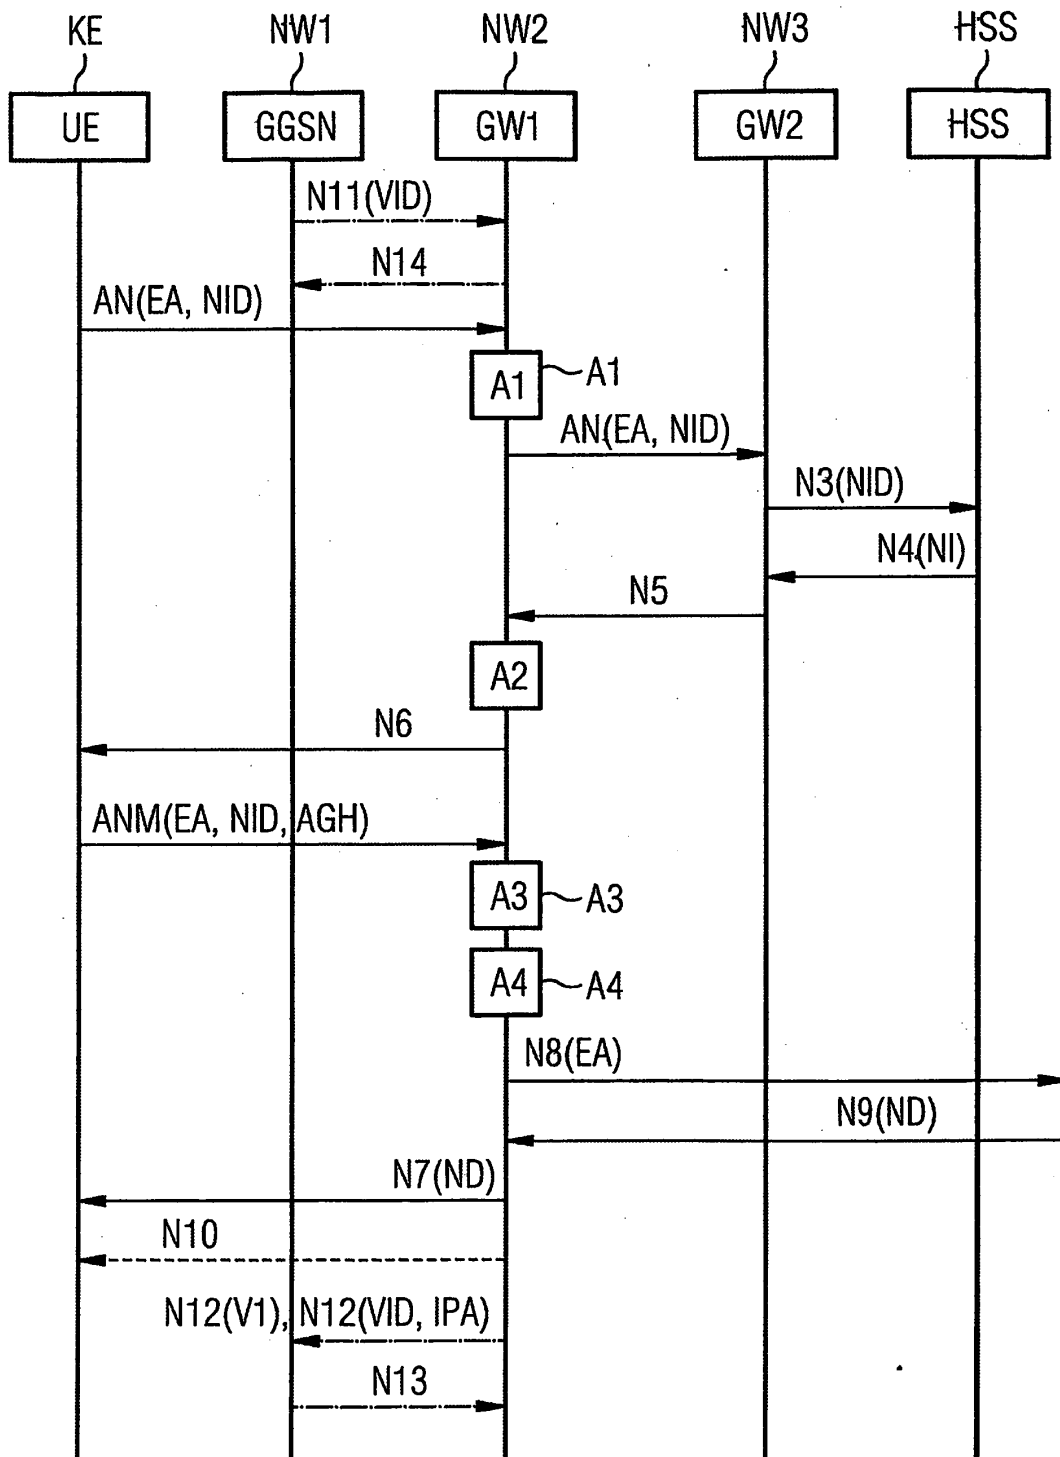 KE NW1 NW2 NW3 HSS
UE GGSN GW1 GW2 HSS
N11(VID)
N14
AN(EA, NID)
A1 A1
AN(EA, NID)
N3(NID)
N4(NI)
N5
A2
N6
ANM(EA, NID, AGH)
A3 A3
A4 A4
N8(EA)
N9(ND)
N7(ND)
N10
N12(V1), N12(VID, IPA)
N13